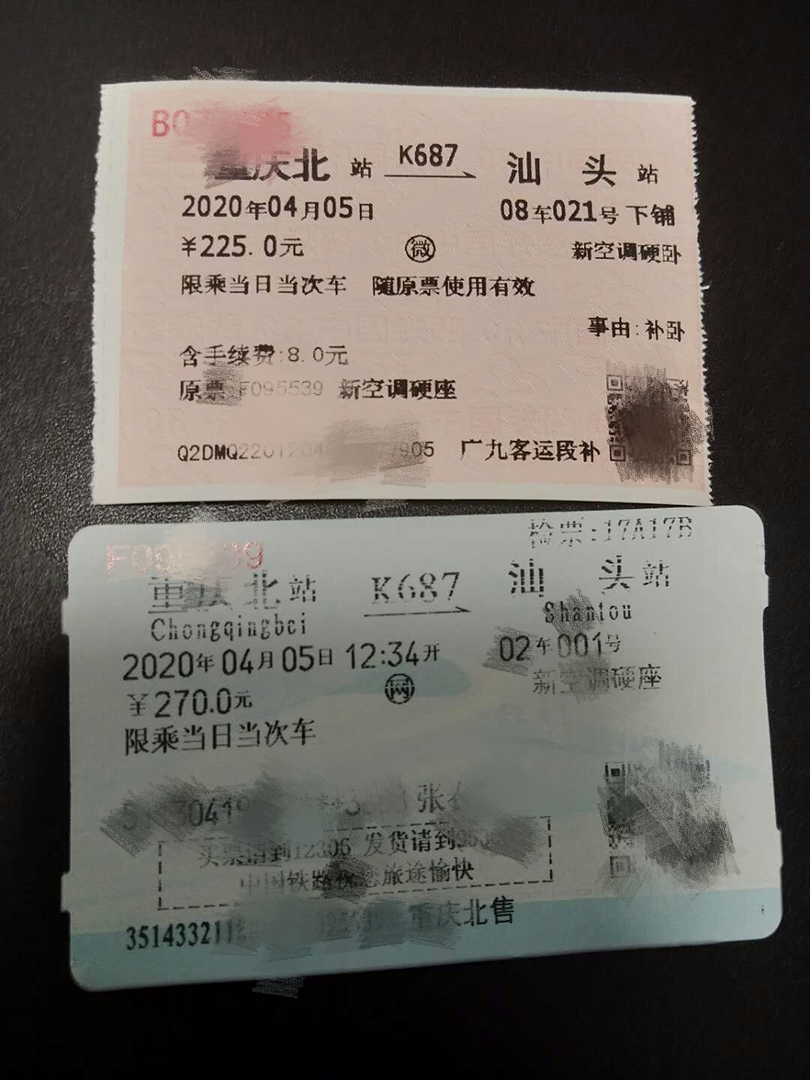 庆北 站 K687 汕 头 站
2020年04月05日 08车021号 下铺
¥225.0元 微 新空调硬卧
限乘当日当次车 随原票使用有效
事由:补卧
含手续费:8.0元
原票:F095539 新空调硬座
广九客运段补
检票:17A17B
重庆北站 K687 汕 头 站
Chongqingbei Shantou
2020年04月05日 12:34开 02车001号
¥270.0元 网 新空调硬座
限乘当日当次车
张
买票请到12306 发货请到95
中国铁路祝您旅途愉快
重庆北售